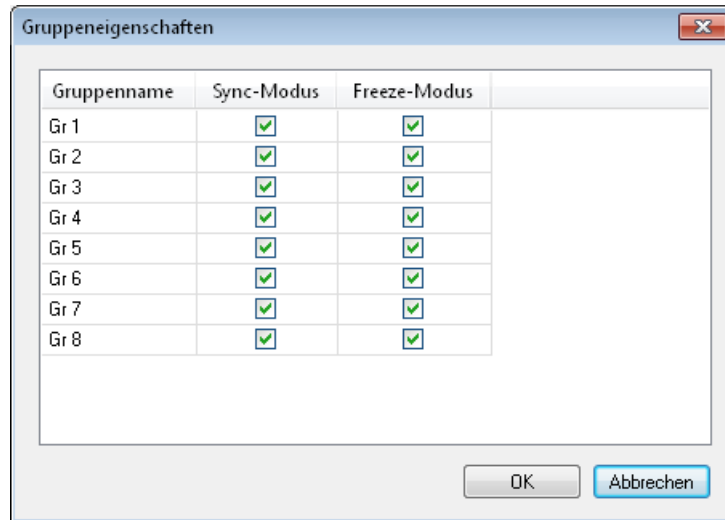 Gruppeneigenschaften
Gruppenname Sync-Modus Freeze-Modus
Gr 1
Gr 2
Gr 3
Gr 4
Gr 5
Gr 6
Gr 7
Gr 8
OK Abbrechen